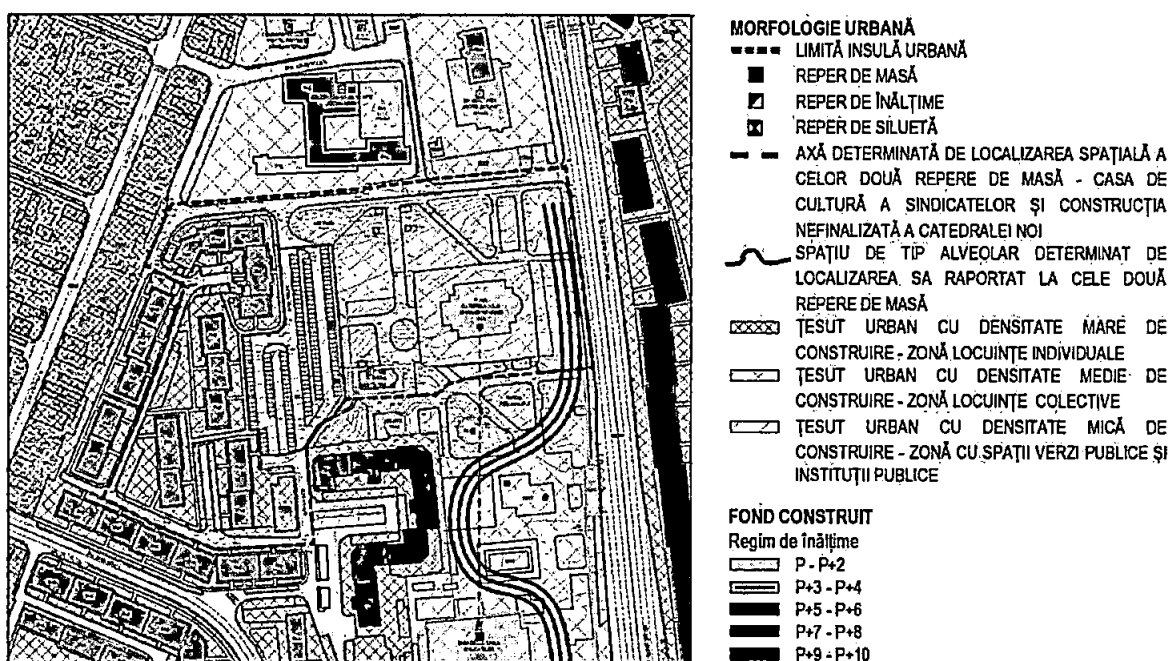 MORFOLOGIE URBANĂ
LIMITĂ INSULĂ URBANĂ
REPER DE MASĂ
REPER DE ÎNĂLȚIME
REPER DE SILUETĂ
AXĂ DETERMINATĂ DE LOCALIZAREA SPAȚIALĂ A
CELOR DOUĂ REPERE DE MASĂ - CASA DE
CULTURĂ A SINDICATELOR ȘI CONSTRUCȚIA
NEFINALIZATĂ A CATEDRALEI NOI
SPAȚIU DE TIP ALVEOLAR DETERMINAT DE
LOCALIZAREA SA RAPORTAT LA CELE DOUĂ
REPERE DE MASĂ
ȚESUT URBAN CU DENSITATE MARE DE
CONSTRUIRE - ZONĂ LOCUINȚE INDIVIDUALE
ȚESUT URBAN CU DENSITATE MEDIE DE
CONSTRUIRE - ZONĂ LOCUINȚE COLECTIVE
ȚESUT URBAN CU DENSITATE MICĂ DE
CONSTRUIRE - ZONĂ CU SPAȚII VERZI PUBLICE ȘI
INSTITUȚII PUBLICE
FOND CONSTRUIT
Regim de înălțime
P - P+2
P+3 - P+4
P+5 - P+6
P+7 - P+8
P+9 - P+10